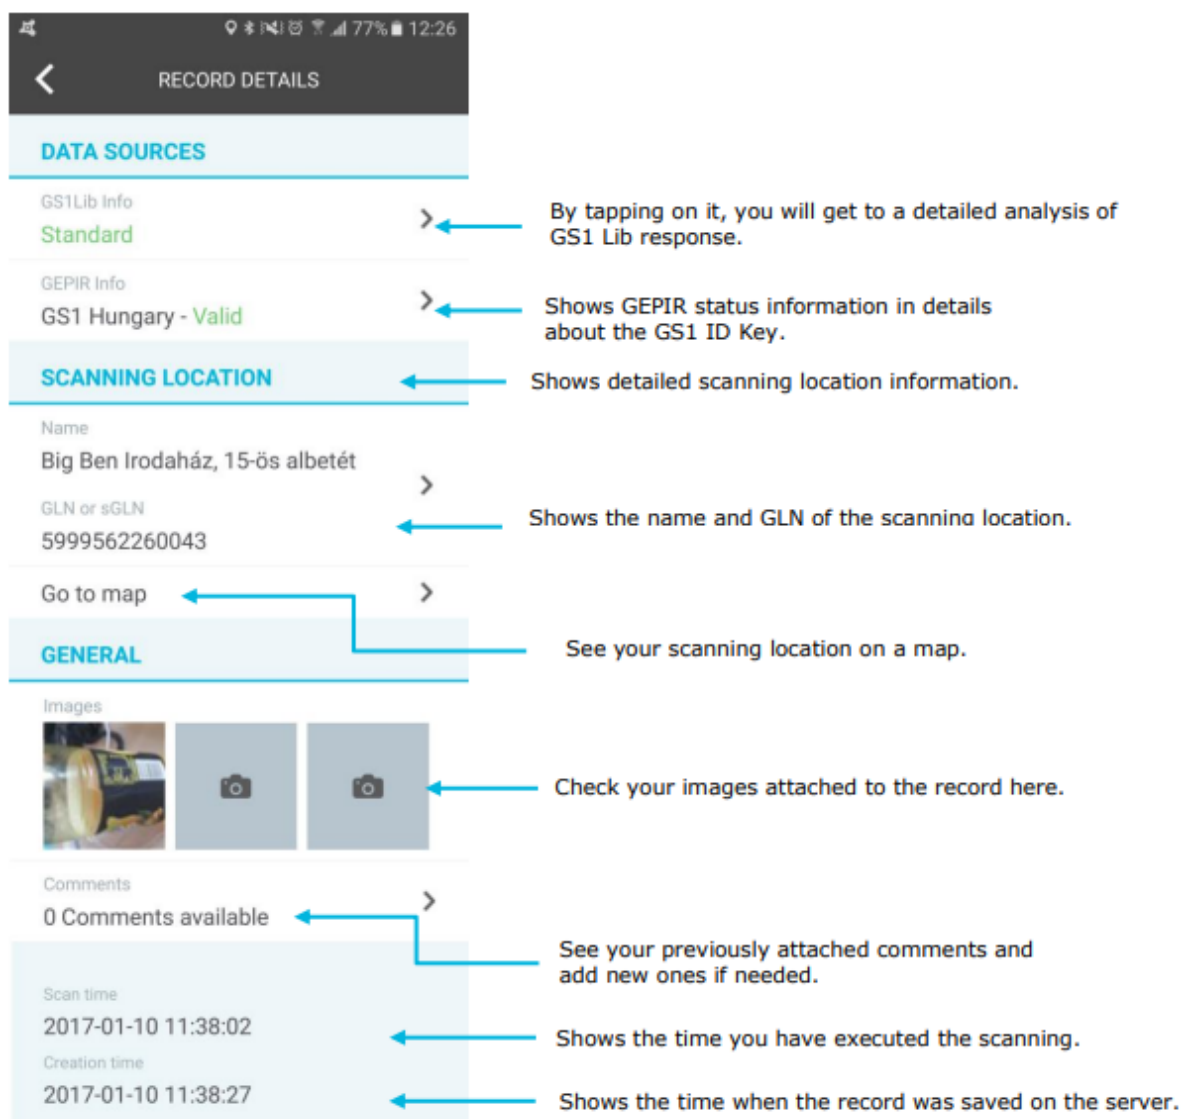 77% 12:26
RECORD DETAILS
DATA SOURCES
GS1Lib Info
Standard
By tapping on it, you will get to a detailed analysis of
GS1 Lib response.
GEPIR Info
GS1 Hungary - Valid
Shows GEPIR status information in details
about the GS1 ID Key.
SCANNING LOCATION
Shows detailed scanning location information.
Name
Big Ben Irodaház, 15-ös albetét
GLN or sGLN
5999562260043
Shows the name and GLN of the scanning location.
Go to map
See your scanning location on a map.
GENERAL
Images
Check your images attached to the record here.
Comments
0 Comments available
See your previously attached comments and
add new ones if needed.
Scan time
2017-01-10 11:38:02
Shows the time you have executed the scanning.
Creation time
2017-01-10 11:38:27
Shows the time when the record was saved on the server.